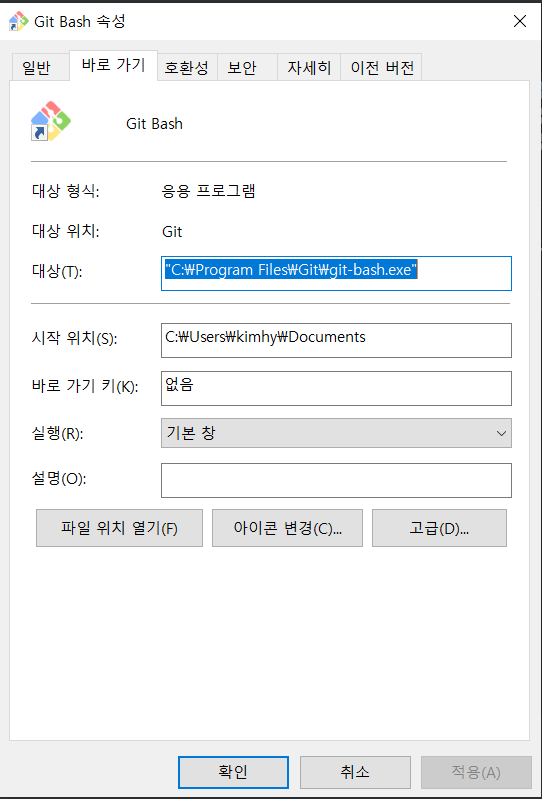 Git Bash 속성
일반 바로 가기 호환성 보안 자세히 이전 버전
Git Bash
대상 형식: 응용 프로그램
대상 위치: Git
대상(T): "C:₩Program Files₩Git₩git-bash.exe"
시작 위치(S): C:₩Users₩kimhy₩Documents
바로 가기 키(K): 없음
실행(R): 기본 창
설명(O):
파일 위치 열기(F) 아이콘 변경(C)... 고급(D)...
확인 취소 적용(A)